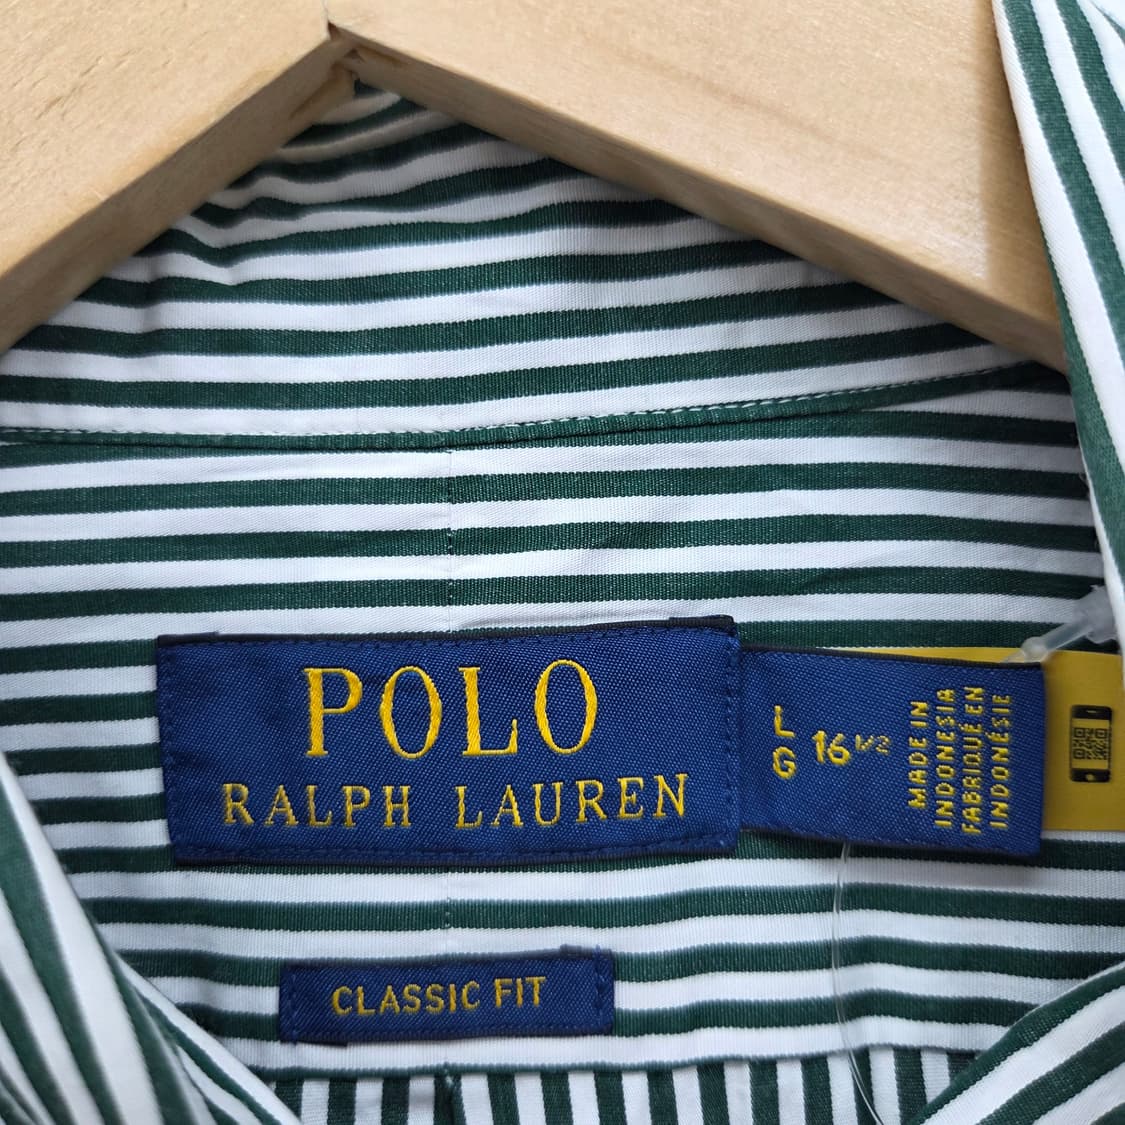 POLO
RALPH LAUREN
L
G
16 1/2
MADE IN
INDONESIA
FABRIQUÉ EN
INDONÉSIE
CLASSIC FIT